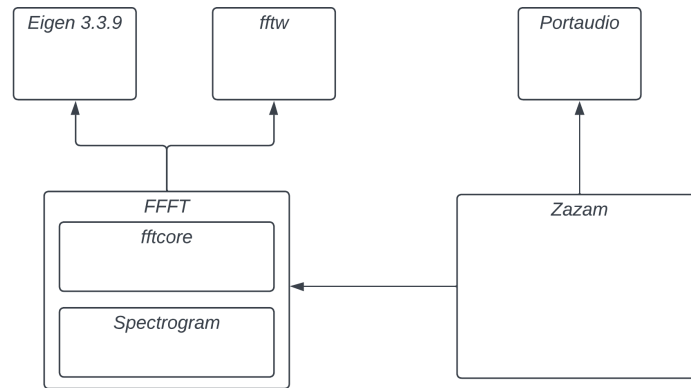 Eigen 3.3.9
fftw
Portaudio
FFFT
fftcore
Spectrogram
Zazam